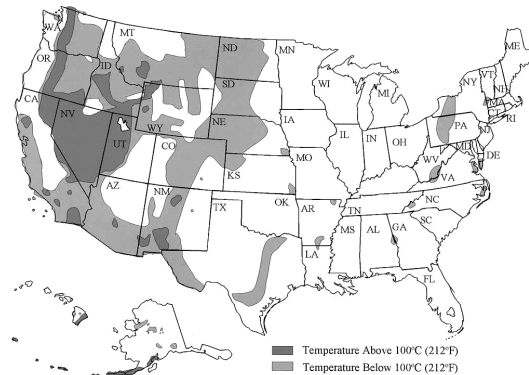 WA
MT
ND
MN
ME
OR
ID
SD
WI
MI
NY
VT
NH
MA
CT
RI
CA
NV
UT
WY
NE
IA
IL
IN
OH
PA
NJ
DE
MD
CO
KS
MO
WV
VA
AZ
NM
TX
OK
AR
TN
NC
SC
MS
AL
GA
LA
FL
Temperature Above 100°C (212°F)
Temperature Below 100°C (212°F)